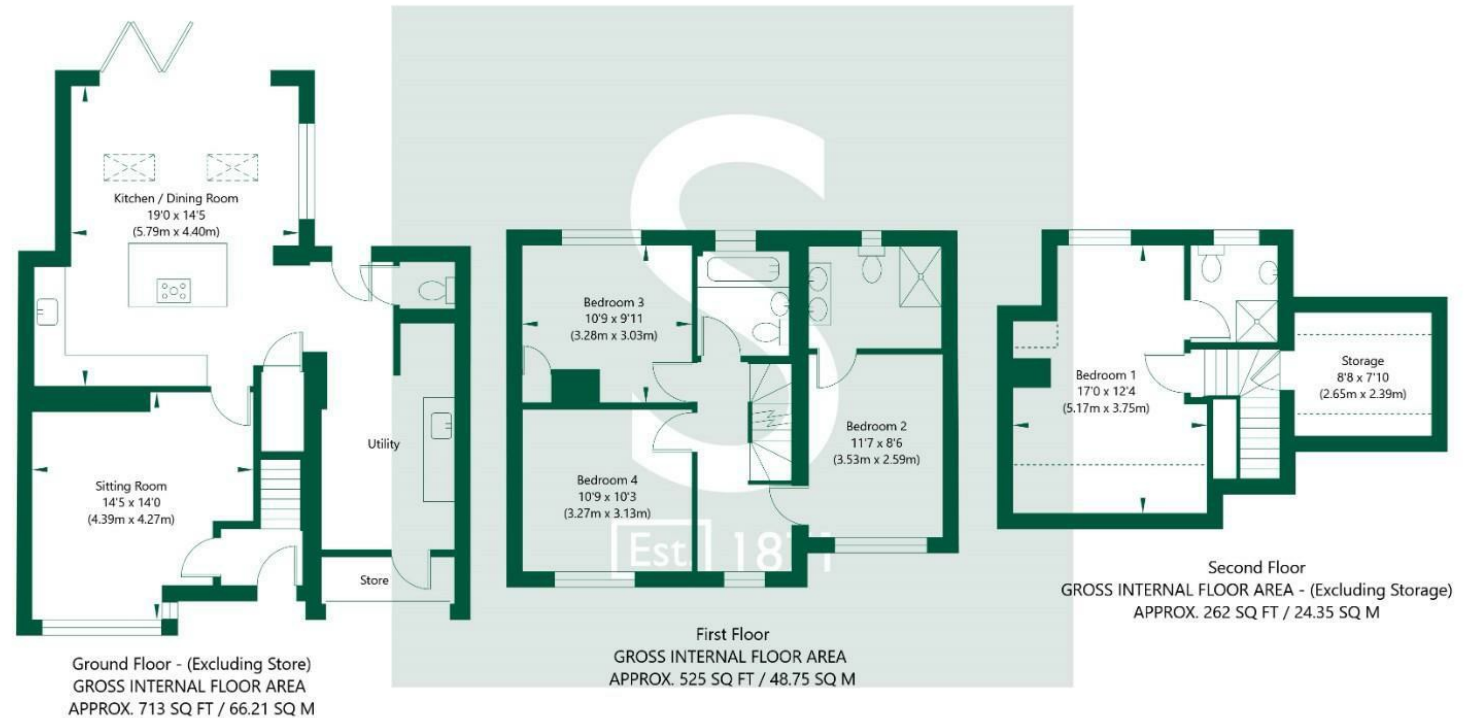 Kitchen / Dining Room
19'0 x 14'5
(5.79m x 4.40m)
Sitting Room
14'5 x 14'0
(4.39m x 4.27m)
Utility
Store
Ground Floor - (Excluding Store)
GROSS INTERNAL FLOOR AREA
APPROX. 713 SQ FT / 66.21 SQ M
S
Est. 1871
Bedroom 3
10'9 x 9'11
(3.28m x 3.03m)
Bedroom 4
10'9 x 10'3
(3.27m x 3.13m)
Bedroom 2
11'7 x 8'6
(3.53m x 2.59m)
First Floor
GROSS INTERNAL FLOOR AREA
APPROX. 525 SQ FT / 48.75 SQ M
Bedroom 1
17'0 x 12'4
(5.17m x 3.75m)
Storage
8'8 x 7'10
(2.65m x 2.39m)
Second Floor
GROSS INTERNAL FLOOR AREA - (Excluding Storage)
APPROX. 262 SQ FT / 24.35 SQ M